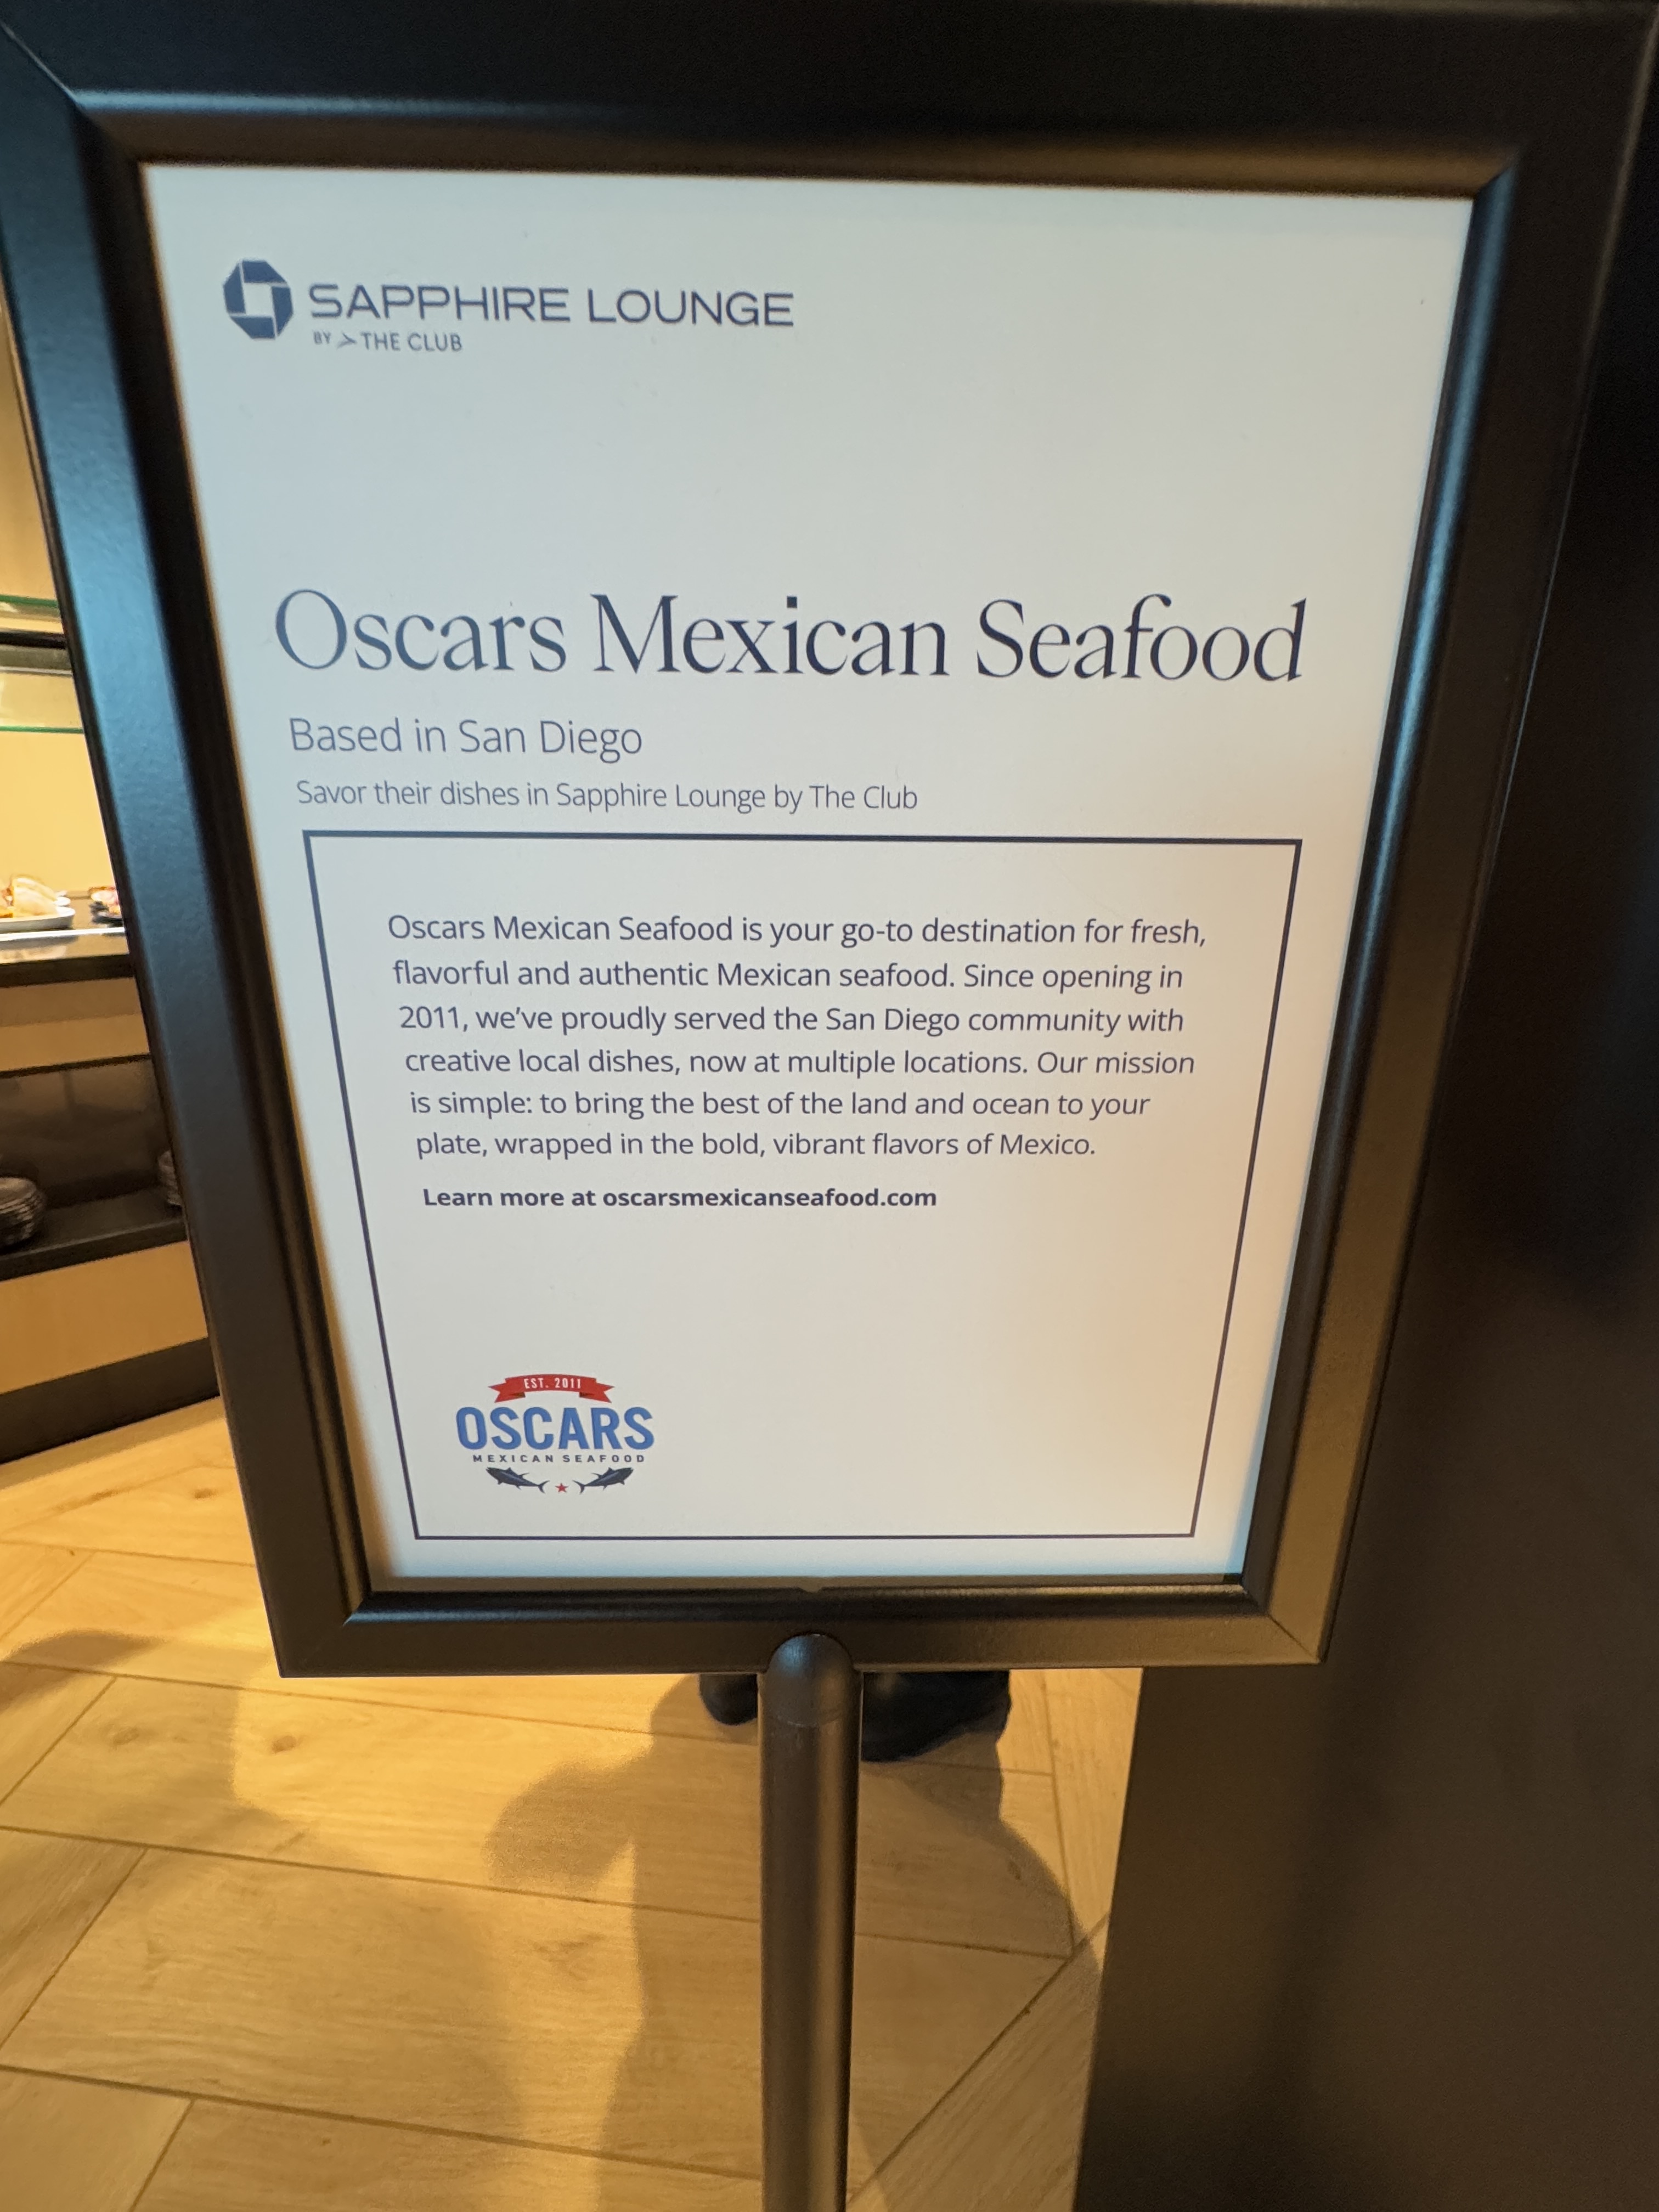 SAPPHIRE LOUNGE
BY THE CLUB
Oscars Mexican Seafood
Based in San Diego
Savor their dishes in Sapphire Lounge by The Club
Oscars Mexican Seafood is your go-to destination for fresh,
flavorful and authentic Mexican seafood. Since opening in
2011, we've proudly served the San Diego community with
creative local dishes, now at multiple locations. Our mission
is simple: to bring the best of the land and ocean to your
plate, wrapped in the bold, vibrant flavors of Mexico.
Learn more at oscarsmexicanseafood.com
EST. 2011
OSCARS
MEXICAN SEAFOOD